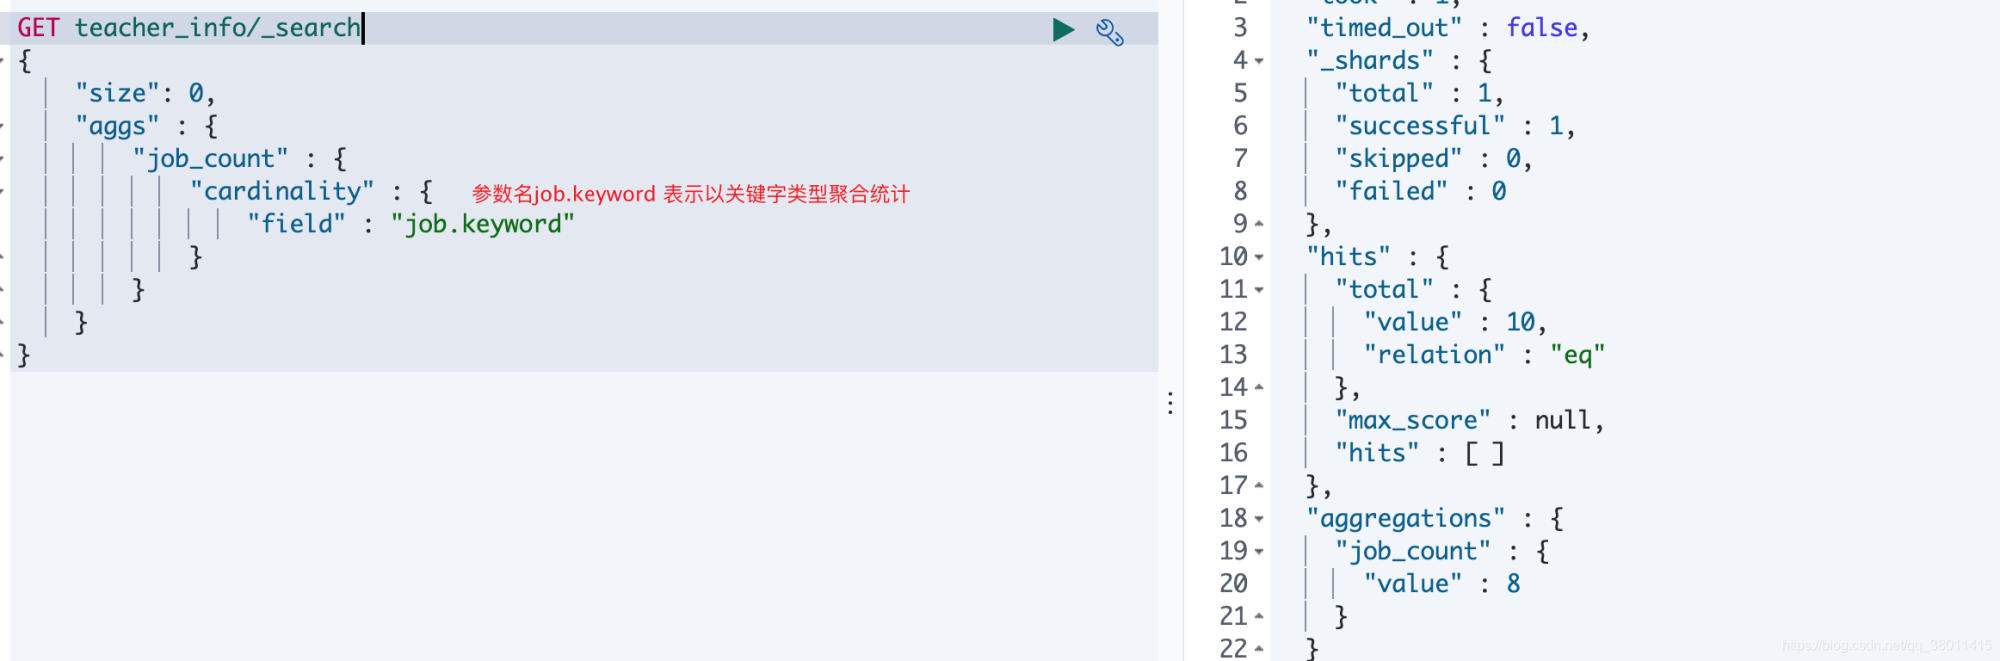 GET teacher_info/_search
{
"size": 0,
"aggs" : {
"job_count" : {
"cardinality" : { 参数名job.keyword 表示以关键字类型聚合统计
"field" : "job.keyword"
}
}
}
}
2 "took" : 1,
3 "timed_out" : false,
4 "_shards" : {
5 "total" : 1,
6 "successful" : 1,
7 "skipped" : 0,
8 "failed" : 0
9 },
10 "hits" : {
11 "total" : {
12 "value" : 10,
13 "relation" : "eq"
14 },
15 "max_score" : null,
16 "hits" : [ ]
17 },
18 "aggregations" : {
19 "job_count" : {
20 "value" : 8
21 }
22 }
https://blog.csdn.net/qq_38011415